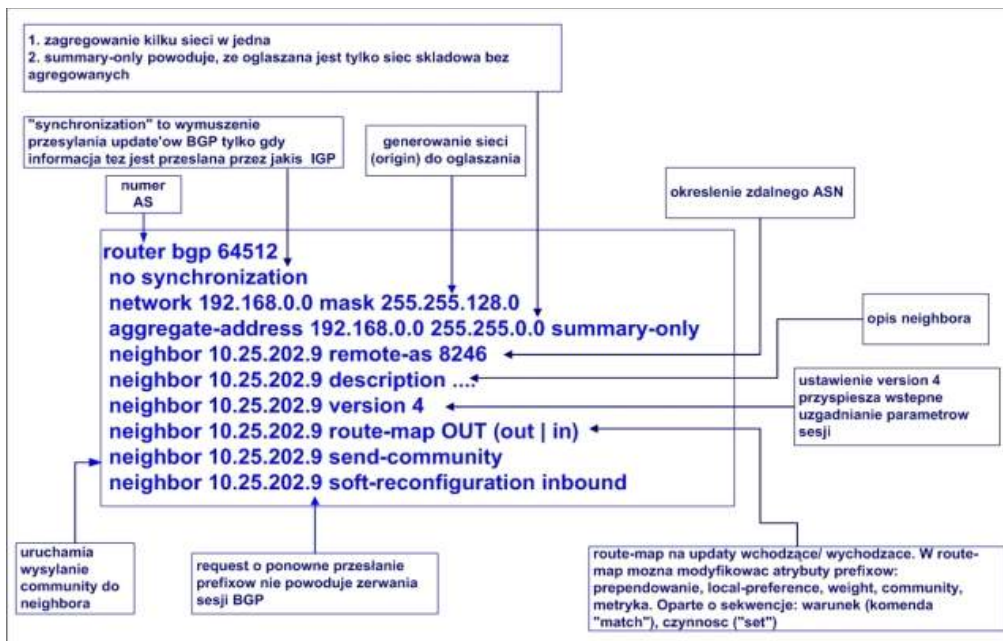 1. zagregowanie kilku sieci w jedna
2. summary-only powoduje, ze oglaszana jest tylko siec skladowa bez
agregowanych
"synchronization" to wymuszenie
przesylania update'ow BGP tylko gdy
informacja tez jest przeslana przez jakis IGP
generowanie sieci
(origin) do oglaszania
numer
AS
okreslenie zdalnego ASN
router bgp 64512
no synchronization
network 192.168.0.0 mask 255.255.128.0
aggregate-address 192.168.0.0 255.255.0.0 summary-only
neighbor 10.25.202.9 remote-as 8246
neighbor 10.25.202.9 description ....
neighbor 10.25.202.9 version 4
neighbor 10.25.202.9 route-map OUT (out | in)
neighbor 10.25.202.9 send-community
neighbor 10.25.202.9 soft-reconfiguration inbound
opis neighbora
ustawienie version 4
przyspiesza wstepne
uzgadnianie parametrow
sesji
uruchamia
wysylanie
community do
neighbora
request o ponowne przesłanie
prefixow nie powoduje zerwania
sesji BGP
route-map na updaty wchodzące/ wychodzace. W route-
map mozna modyfikowac atrybuty prefixow:
prependowanie, local-preference, weight, community,
metryka. Oparte o sekwencje: warunek (komenda
"match"), czynnosc ("set")